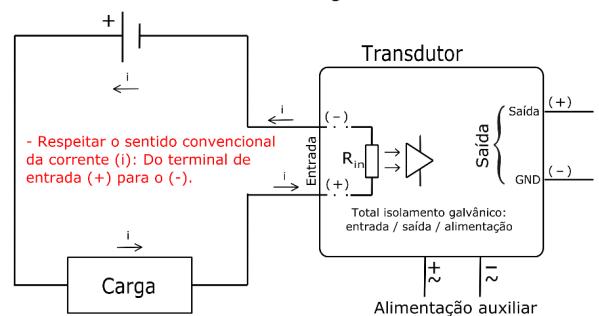 +
i
i
Transdutor
(-)
Entrada
R in
(+)
i
- Respeitar o sentido convencional
da corrente (i): Do terminal de
entrada (+) para o (-).
Saída
Saída
(+)
GND
(-)
Total isolamento galvânico:
entrada / saída / alimentação
i
Carga
+
~
-
~
Alimentação auxiliar